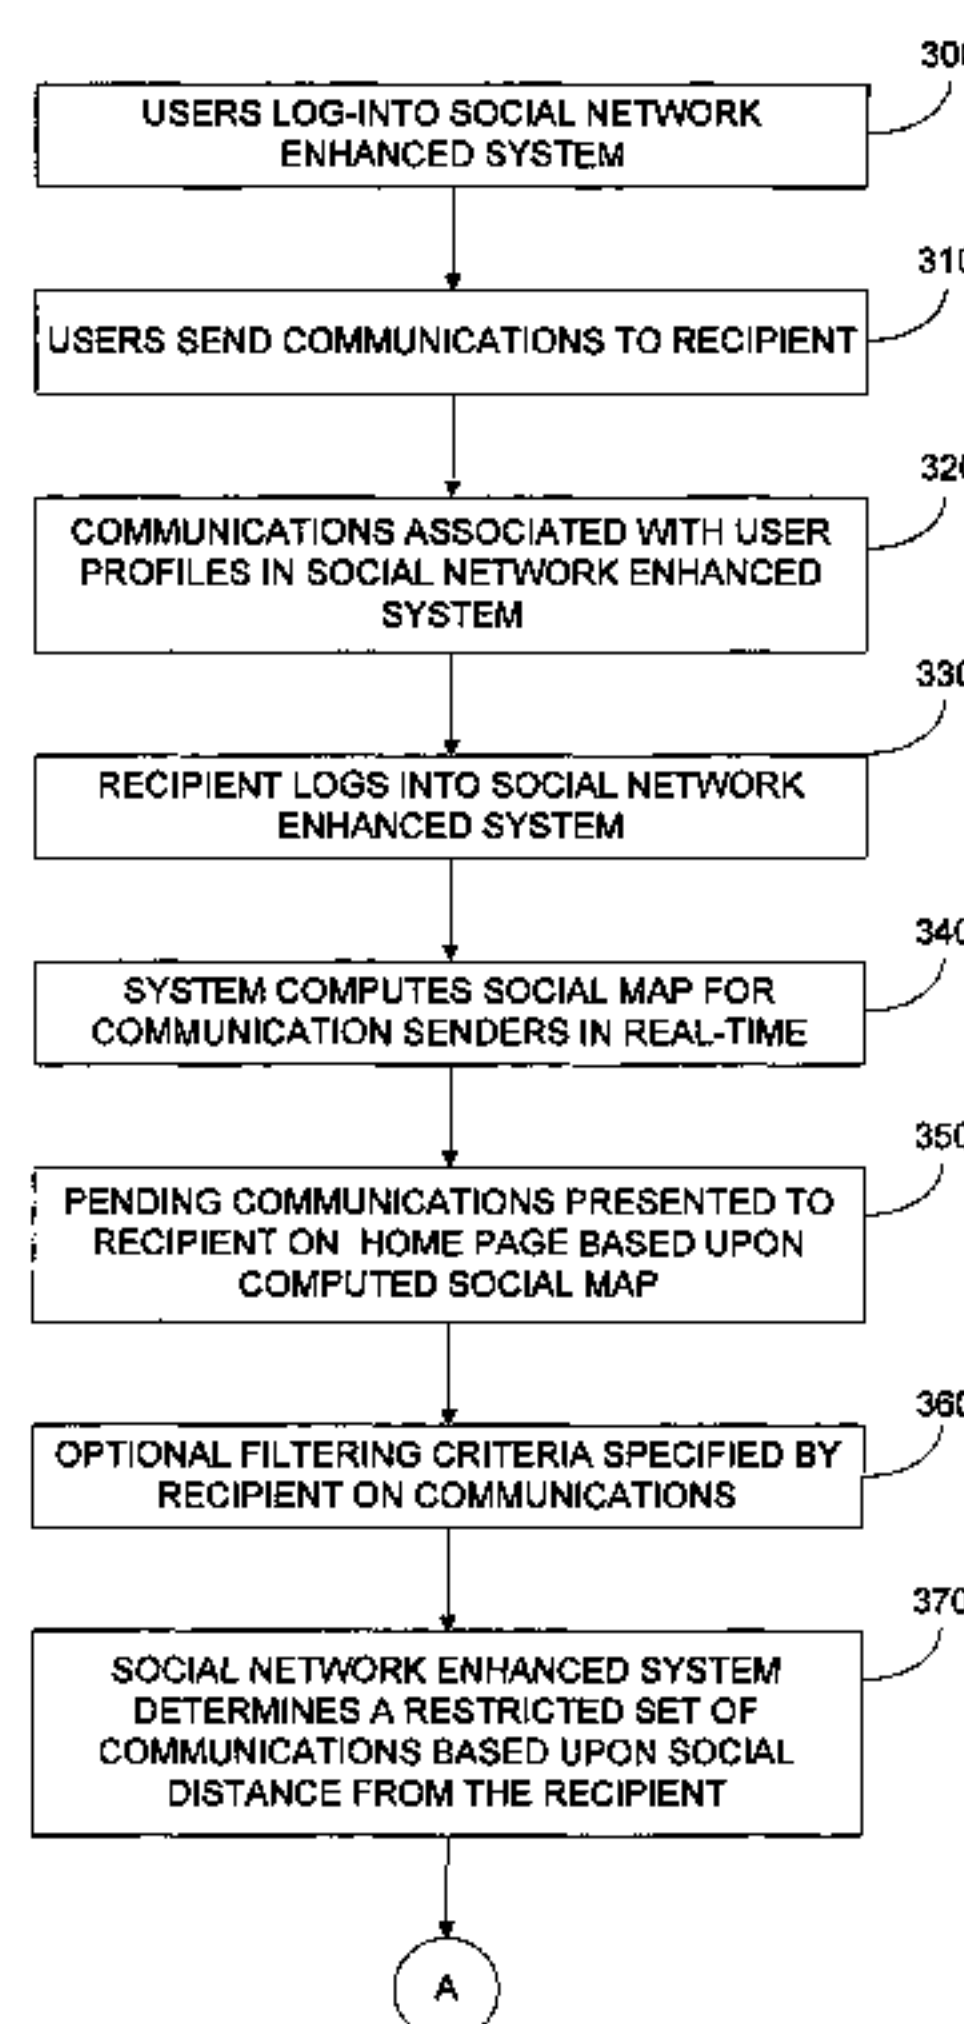 300
USERS LOG-INTO SOCIAL NETWORK
ENHANCED SYSTEM
310
USERS SEND COMMUNICATIONS TO RECIPIENT
320
COMMUNICATIONS ASSOCIATED WITH USER
PROFILES IN SOCIAL NETWORK ENHANCED
SYSTEM
330
RECIPIENT LOGS INTO SOCIAL NETWORK
ENHANCED SYSTEM
340
SYSTEM COMPUTES SOCIAL MAP FOR
COMMUNICATION SENDERS IN REAL-TIME
350
PENDING COMMUNICATIONS PRESENTED TO
RECIPIENT ON HOME PAGE BASED UPON
COMPUTED SOCIAL MAP
360
OPTIONAL FILTERING CRITERIA SPECIFIED BY
RECIPIENT ON COMMUNICATIONS
370
SOCIAL NETWORK ENHANCED SYSTEM
DETERMINES A RESTRICTED SET OF
COMMUNICATIONS BASED UPON SOCIAL
DISTANCE FROM THE RECIPIENT
A